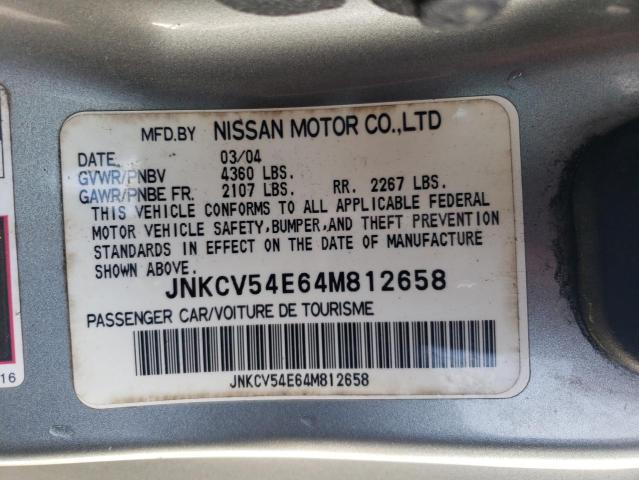 MFD.BY NISSAN MOTOR CO.,LTD
DATE 03/04
GVWR/PNBV 4360 LBS.
GAWR/PNBE FR. 2107 LBS. RR. 2267 LBS.
THIS VEHICLE CONFORMS TO ALL APPLICABLE FEDERAL
MOTOR VEHICLE SAFETY,BUMPER,AND THEFT PREVENTION
STANDARDS IN EFFECT ON THE DATE OF MANUFACTURE
SHOWN ABOVE.
JNKCV54E64M812658
PASSENGER CAR/VOITURE DE TOURISME
JNKCV54E64M812658
16